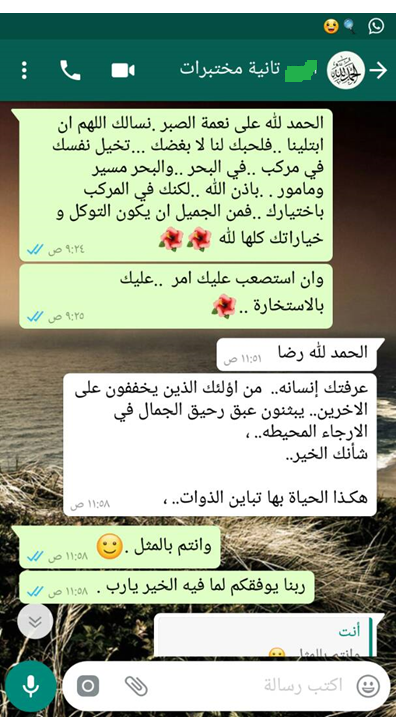 تانية مختبرات
الحمد لله على نعمة الصبر .نسالك اللهم ان
ابتلينا ..فلحبك لنا لا بغضك ...تخيل نفسك
في مركب ..في البحر ..والبحر مسير
ومامور . .باذن الله ..لكنك في المركب
باختيارك ..فمن الجميل ان يكون التوكل و
خياراتك كلها لله 🌺🌺
٩:٢٤ ص
وان استصعب عليك امر ..عليك
بالاستخارة ..🌺
٩:٢٥ ص
الحمد لله رضا
١١:٥١ ص
عرفتك إنسانه.. من اؤلئك الذين يخففون على
الاخرين.. يبثنون عبق رحيق الجمال في
الارجاء المحيطه.. ،
شأنك الخير..
هكـذا الحياة بها تباين الذوات.. ،
١١:٥٨ ص
وانتم بالمثل .🙂
١١:٥٨ ص
ربنا يوفقكم لما فيه الخير يارب .
١١:٥٨ ص
أنت
وانتم بالمثل .🙂
اكتب رسالة